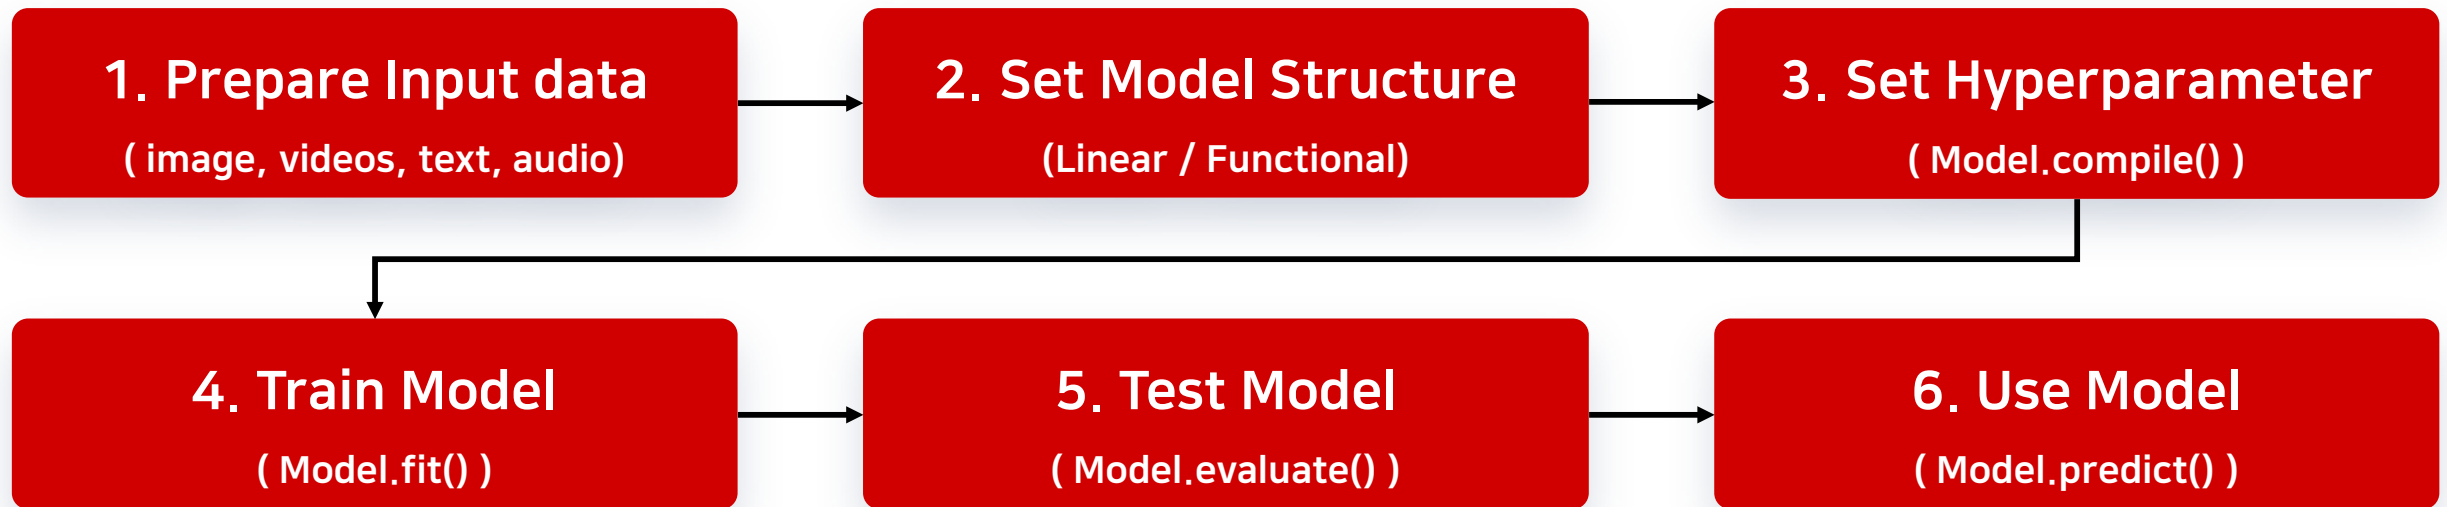 1. Prepare Input data
( image, videos, text, audio)
2. Set Model Structure
(Linear / Functional)
3. Set Hyperparameter
( Model.compile() )
4. Train Model
( Model.fit() )
5. Test Model
( Model.evaluate() )
6. Use Model
( Model.predict() )